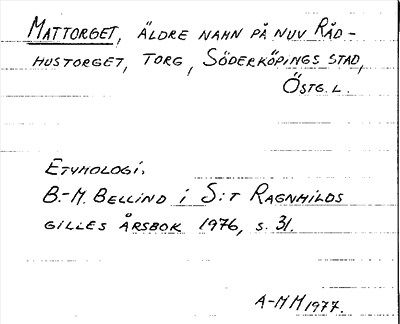 MATTORGET, ÄLDRE NAMN PÅ NUV RÅD-
HUSTORGET, TORG, SÖDERKÖPINGS STAD,
ÖSTG.L.
ETYMOLOGI.
B.-M. BELLIND i S:T RAGNHILDS
GILLES ÅRSBOK 1976, s. 31.
A-M M 1977.